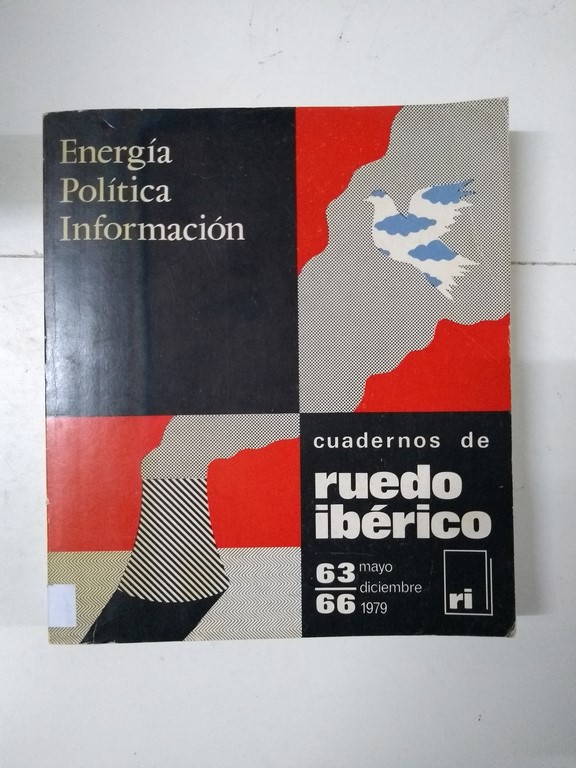 Energía
Política
Información
cuadernos de
ruedo
ibérico
63
66
mayo
diciembre
1979
ri